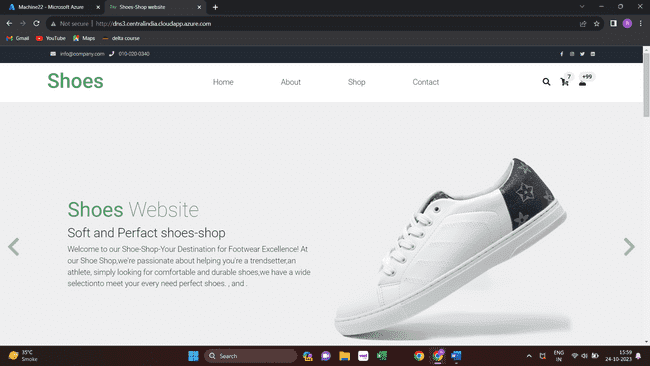 Machine22 - Microsoft Azure
Shoes-Shop website
Not secure | http://dns3.centralindia.cloudapp.azure.com
Gmail YouTube Maps delta course
info@company.com 010-020-0340
Shoes Home About Shop Contact 7 +99
Shoes Website
Soft and Perfect shoes-shop
Welcome to our Shoe-Shop-Your Destination for Footwear Excellence! At
our Shoe Shop,we're passionate about helping you're a trendsetter,an
athlete, simply looking for comfortable and durable shoes,we have a wide
selectionto meet your every need perfect shoes. , and .
35°C
Smoke
Search
ENG
IN
15:59
24-10-2023